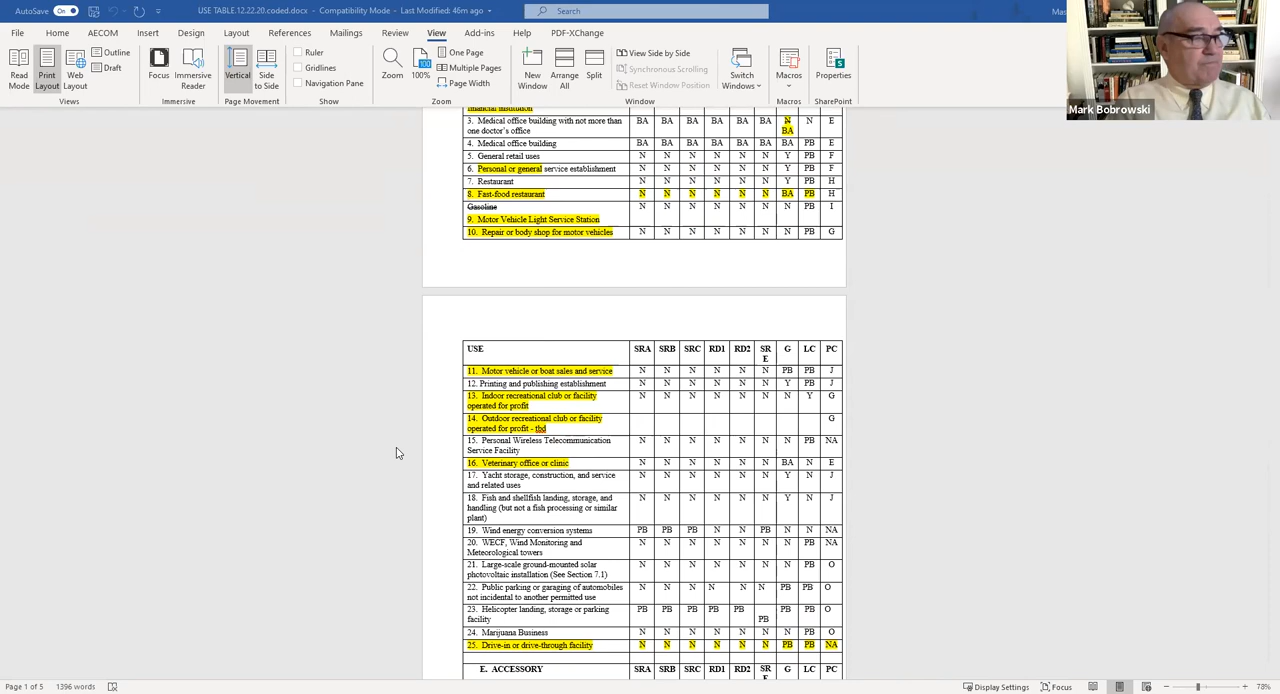 AutoSave On USE TABLE.12.22.20.coded.docx - Compatibility Mode - Last Modified: 46m ago Search Mas
File Home AECOM Insert Design Layout References Mailings Review View Add-ins Help PDF-XChange
Read Mode Print Layout Web Layout Outline Draft Focus Immersive Reader Vertical Side to Side Ruler Gridlines Navigation Pane Zoom 100 100% One Page Multiple Pages Page Width New Window Arrange All Split View Side by Side Synchronous Scrolling Reset Window Position Switch Windows Macros Properties
Views Immersive Page Movement Show Zoom Window Macros SharePoint
Mark Bobrowski
financial institution
3. Medical office building with not more than BA BA BA BA BA BA N N E
one doctor's office BA
4. Medical office building BA BA BA BA BA BA BA PB E
5. General retail uses N N N N N N Y PB F
6. Personal or general service establishment N N N N N N Y PB F
7. Restaurant N N N N N N Y PB H
8. Fast-food restaurant N N N N N N BA PB H
Gasoline N N N N N N N PB I
9. Motor Vehicle Light Service Station
10. Repair or body shop for motor vehicles N N N N N N N PB G
USE SRA SRB SRC RD1 RD2 SR G LC PC
E
11. Motor vehicle or boat sales and service N N N N N N PB PB J
12. Printing and publishing establishment N N N N N N Y PB J
13. Indoor recreational club or facility N N N N N N N Y G
operated for profit
14. Outdoor recreational club or facility G
operated for profit - tbd
15. Personal Wireless Telecommunication N N N N N N N PB NA
Service Facility
16. Veterinary office or clinic N N N N N N BA N E
17. Yacht storage, construction, and service N N N N N N Y N J
and related uses
18. Fish and shellfish landing, storage, and N N N N N N Y N J
handling (but not a fish processing or similar
plant)
19. Wind energy conversion systems PB PB PB N N PB N N NA
20. WECF, Wind Monitoring and N N N N N N N PB NA
Meteorological towers
21. Large-scale ground-mounted solar N N N N N N N PB O
photovoltaic installation (See Section 7.1)
22. Public parking or garaging of automobiles N N N N N N PB PB O
not incidental to another permitted use
23. Helicopter landing, storage or parking PB PB PB PB PB PB PB O
facility PB
24. Marijuana Business N N N N N N N PB O
25. Drive-in or drive-through facility N N N N N N PB PB NA
E. ACCESSORY SRA SRB SRC RD1 RD2 SR G LC PC
Page 1 of 5 1396 words Display Settings Focus 78%